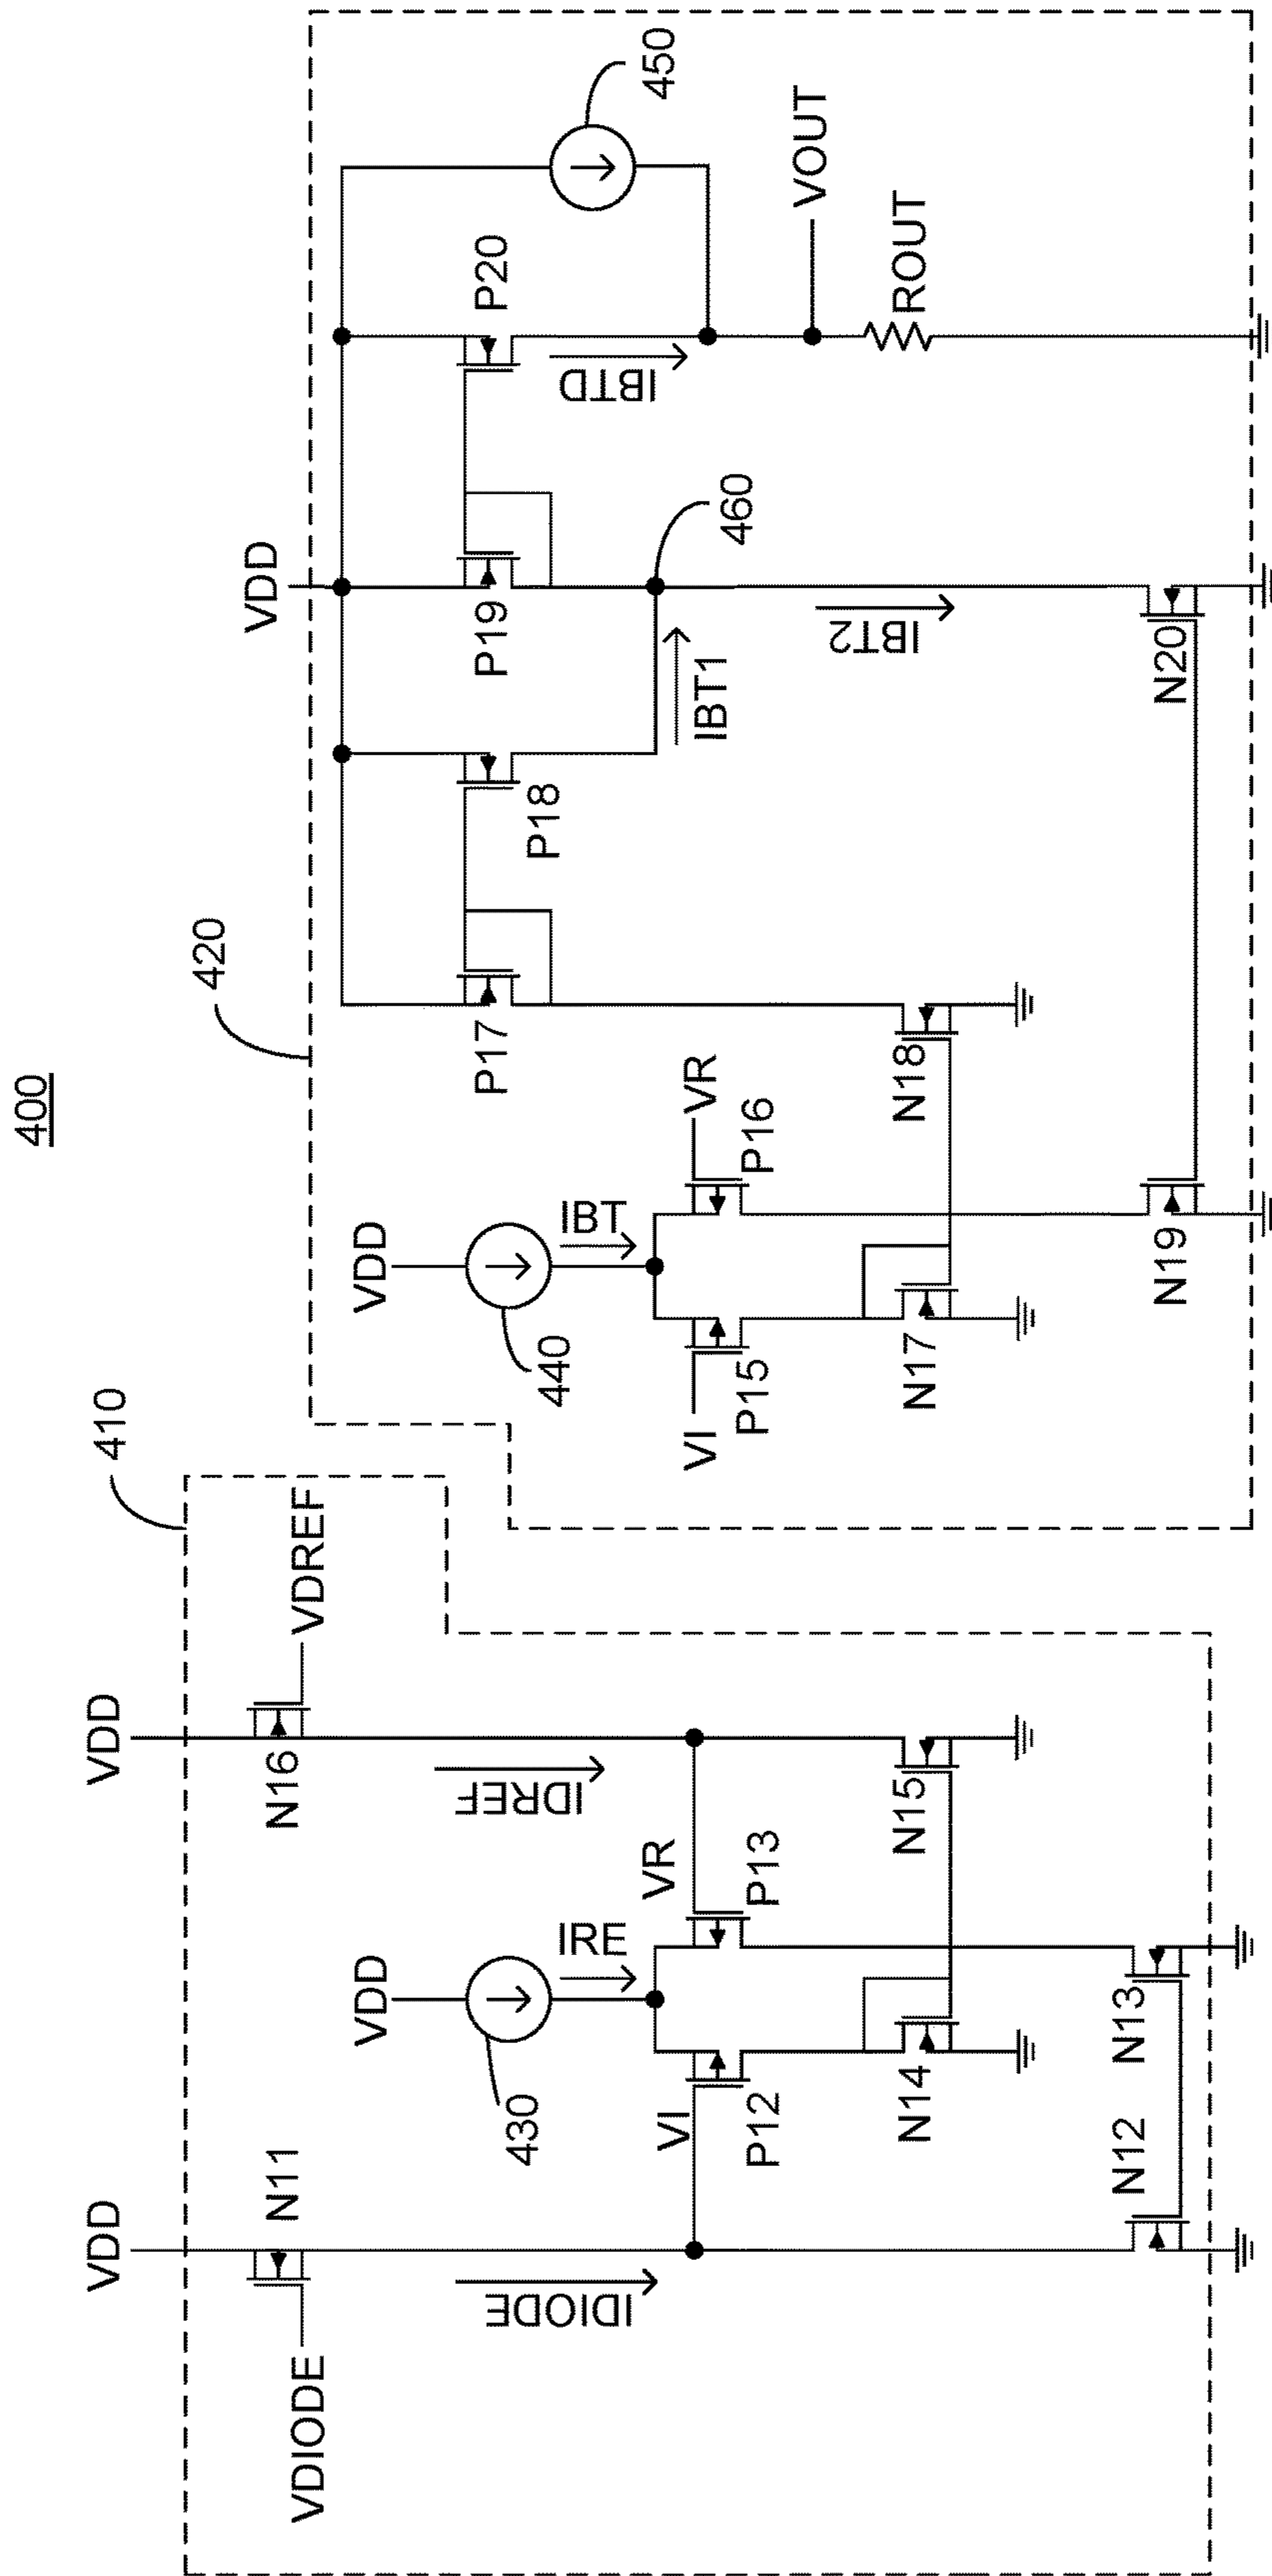 400
420
450
VDD
P17
P18
P19
P20
IBTD
460
IBT1
IBT2
VOUT
ROUT
VDD
440
IBT
VI
P15
VR
P16
N17
N18
N19
N20
410
VDD
VDD
N11
VDIODE
N16
VDREF
VDD
430
IRE
IDIODE
IDREF
VI
VR
P12
P13
N14
N15
N12
N13